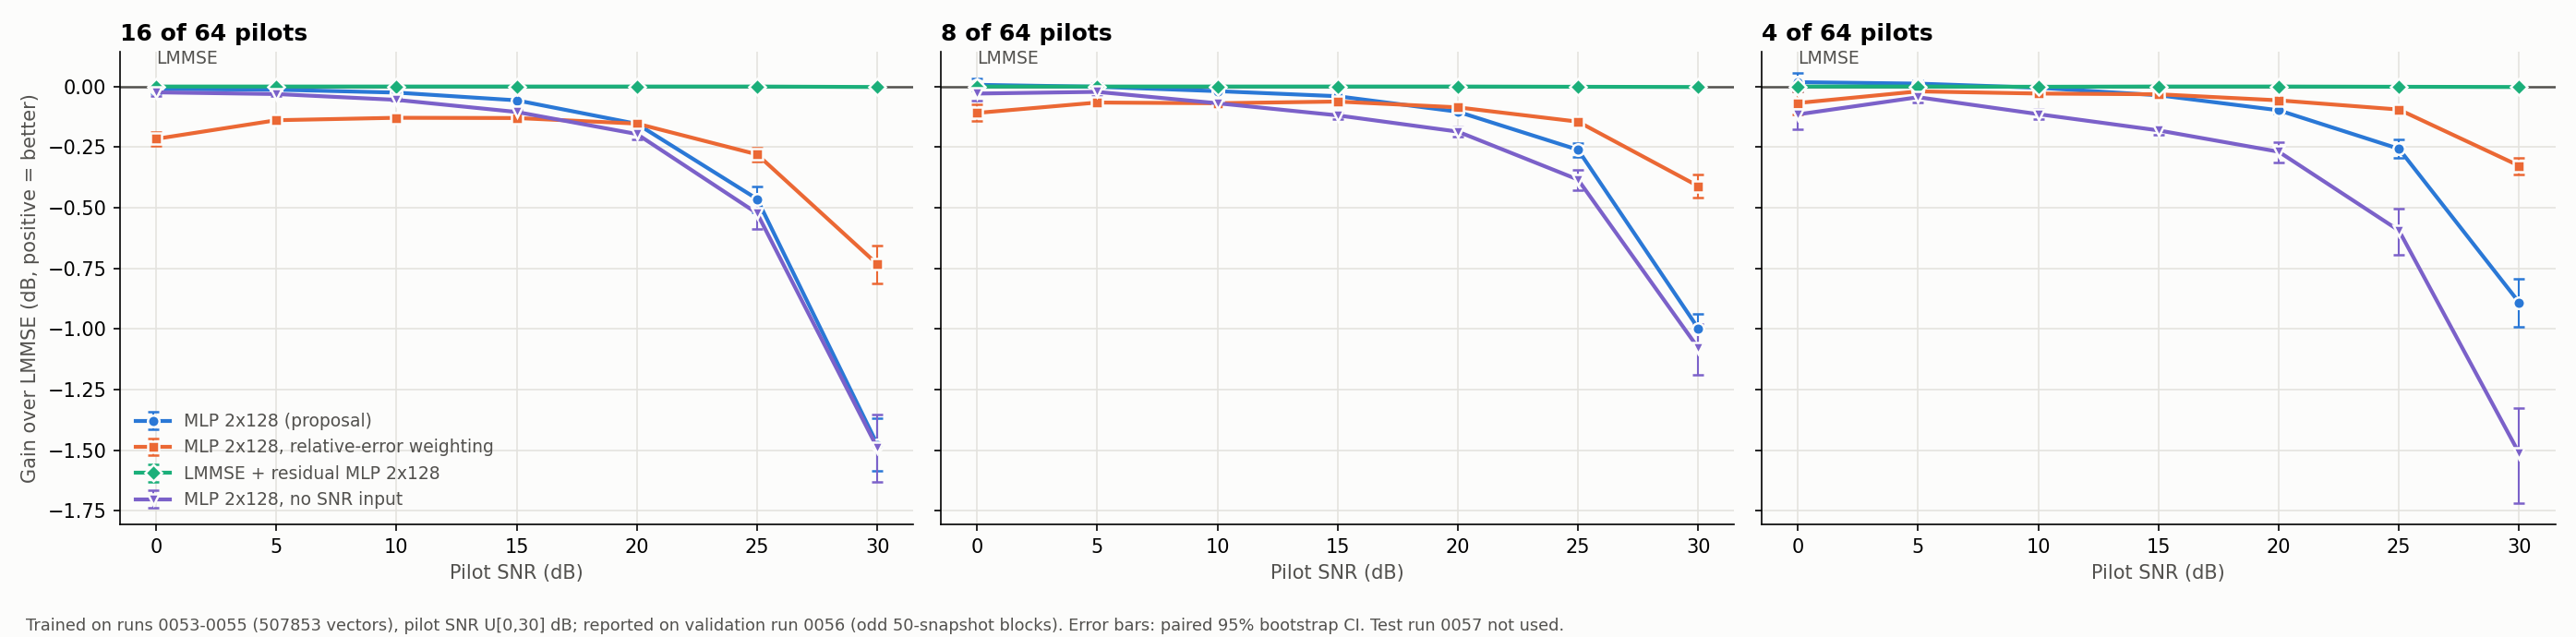 16 of 64 pilots
8 of 64 pilots
4 of 64 pilots
LMMSE
LMMSE
LMMSE
Gain over LMMSE (dB, positive = better)
0.00
−0.25
−0.50
−0.75
−1.00
−1.25
−1.50
−1.75
MLP 2x128 (proposal)
MLP 2x128, relative-error weighting
LMMSE + residual MLP 2x128
MLP 2x128, no SNR input
0 5 10 15 20 25 30
0 5 10 15 20 25 30
0 5 10 15 20 25 30
Pilot SNR (dB)
Pilot SNR (dB)
Pilot SNR (dB)
Trained on runs 0053-0055 (507853 vectors), pilot SNR U[0,30] dB; reported on validation run 0056 (odd 50-snapshot blocks). Error bars: paired 95% bootstrap CI. Test run 0057 not used.